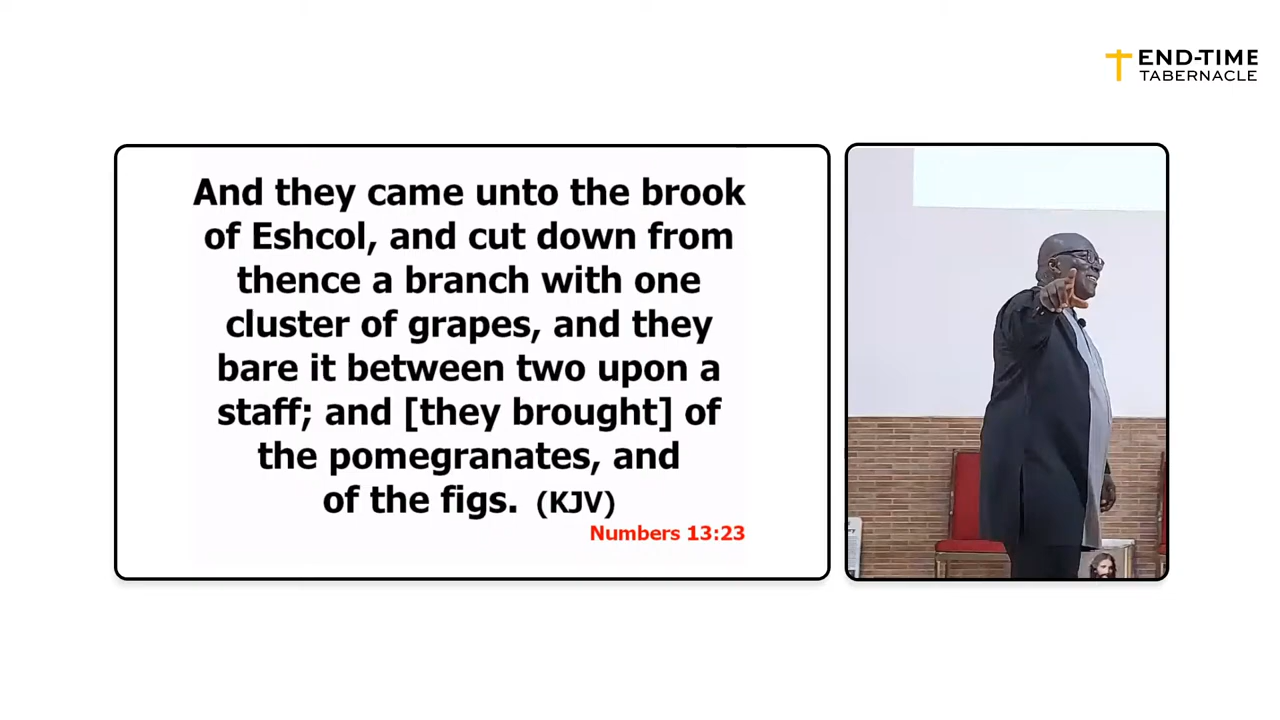 END-TIME
TABERNACLE
And they came unto the brook
of Eshcol, and cut down from
thence a branch with one
cluster of grapes, and they
bare it between two upon a
staff; and [they brought] of
the pomegranates, and
of the figs. (KJV)
Numbers 13:23